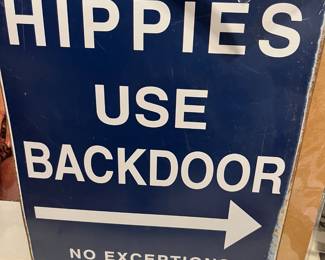 HIPPIES
USE
BACKDOOR
NO EXCEPTIONS